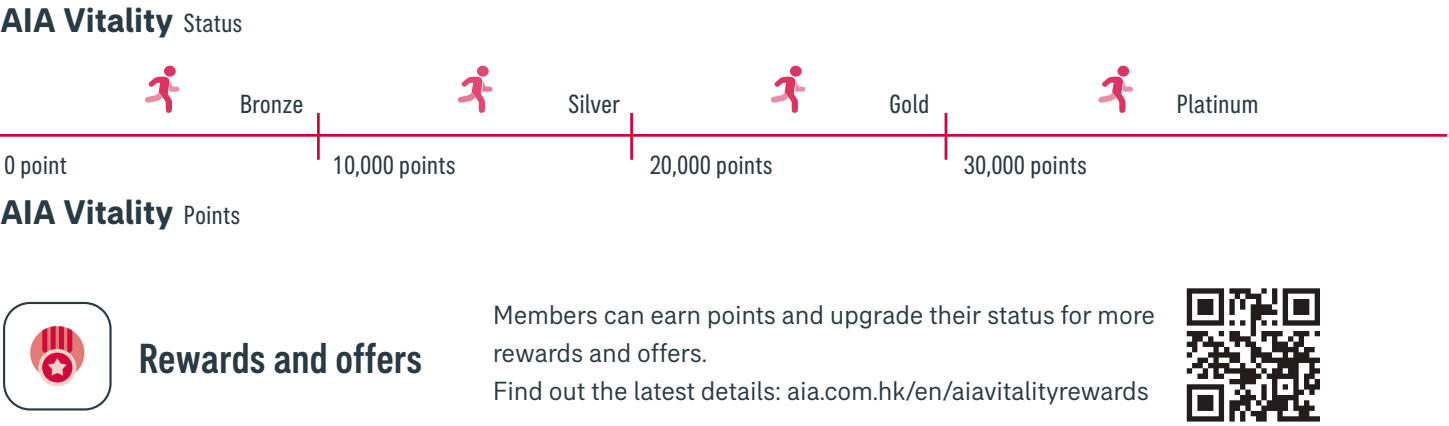 AIA Vitality Status
Bronze Silver Gold Platinum
0 point 10,000 points 20,000 points 30,000 points
AIA Vitality Points
Rewards and offers
Members can earn points and upgrade their status for more
rewards and offers.
Find out the latest details: aia.com.hk/en/aiavitalityrewards